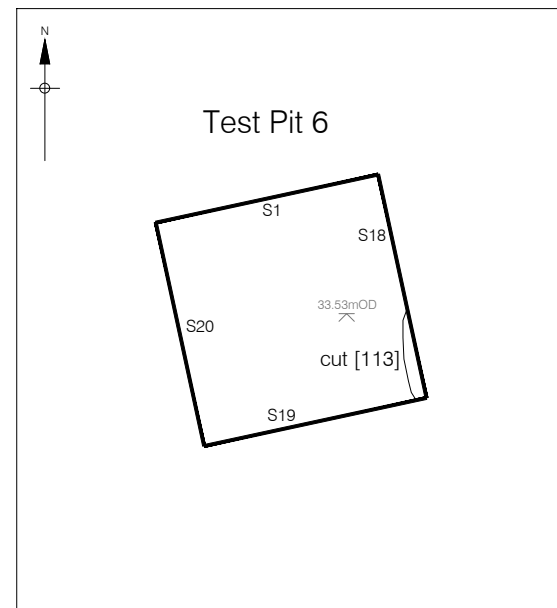 N
Test Pit 6
S1
S18
33.53mOD
S20
cut [113]
S19